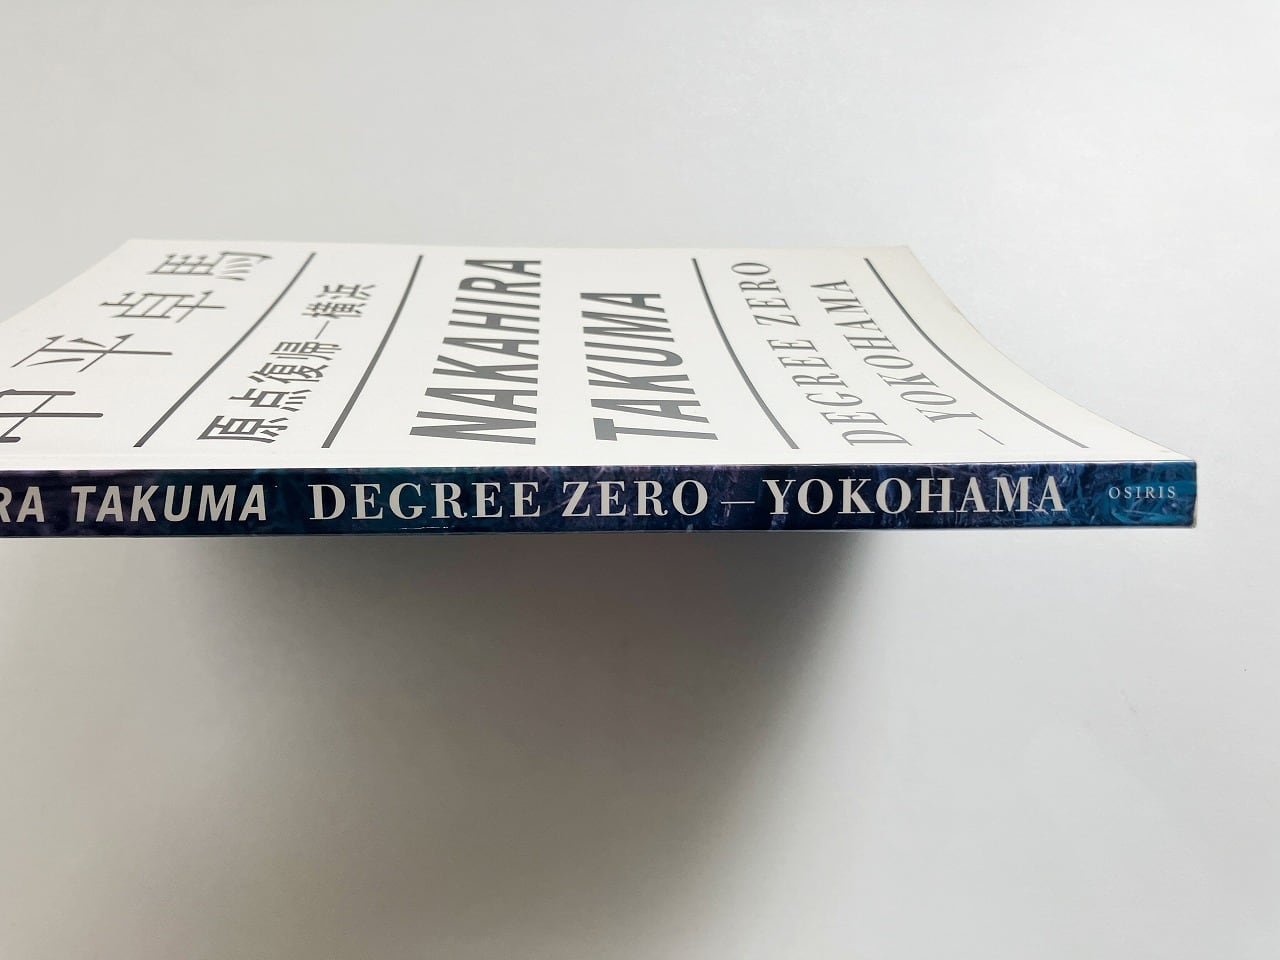 中平卓馬
原点復帰—横浜
NAKAHIRA
TAKUMA
DEGREE ZERO
—YOKOHAMA
RA TAKUMA DEGREE ZERO—YOKOHAMA OSIRIS